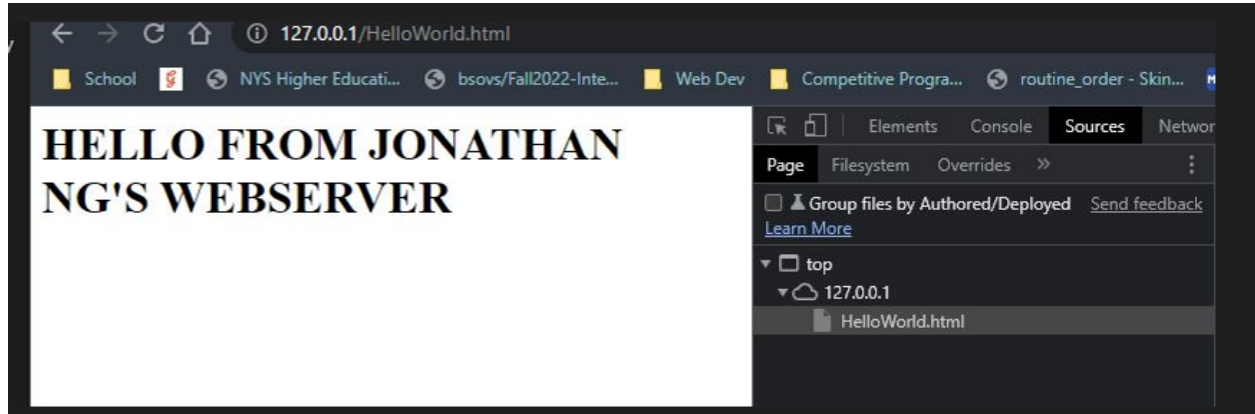 127.0.0.1/HelloWorld.html
School NYS Higher Educati... bsovs/Fall2022-Inte... Web Dev Competitive Progra... routine_order - Skin...
HELLO FROM JONATHAN
NG'S WEBSERVER
Elements Console Sources Networ
Page Filesystem Overrides »
Group files by Authored/Deployed Send feedback
Learn More
top
127.0.0.1
HelloWorld.html